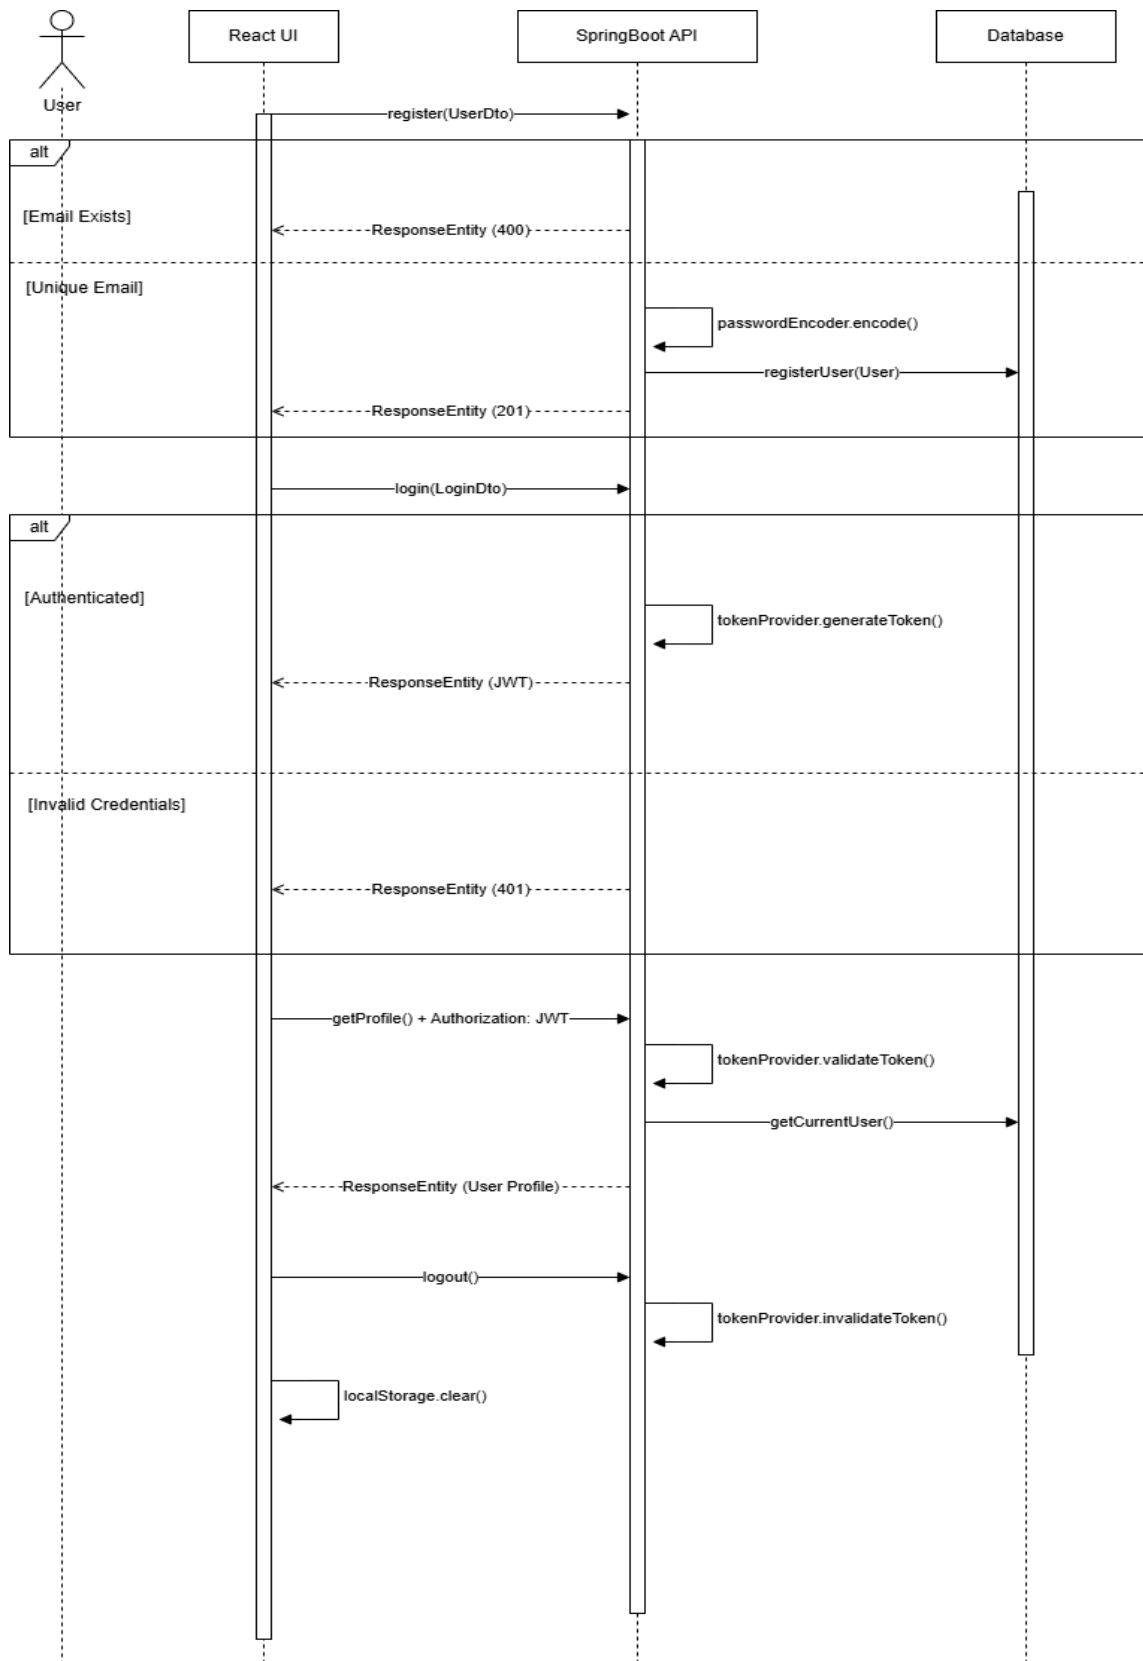 React UI
SpringBoot API
Database
User
register(UserDto)
alt
[Email Exists]
ResponseEntity (400)
[Unique Email]
passwordEncoder.encode()
registerUser(User)
ResponseEntity (201)
login(LoginDto)
alt
[Authenticated]
tokenProvider.generateToken()
ResponseEntity (JWT)
[Invalid Credentials]
ResponseEntity (401)
getProfile() + Authorization: JWT
tokenProvider.validateToken()
getCurrentUser()
ResponseEntity (User Profile)
logout()
tokenProvider.invalidateToken()
localStorage.clear()